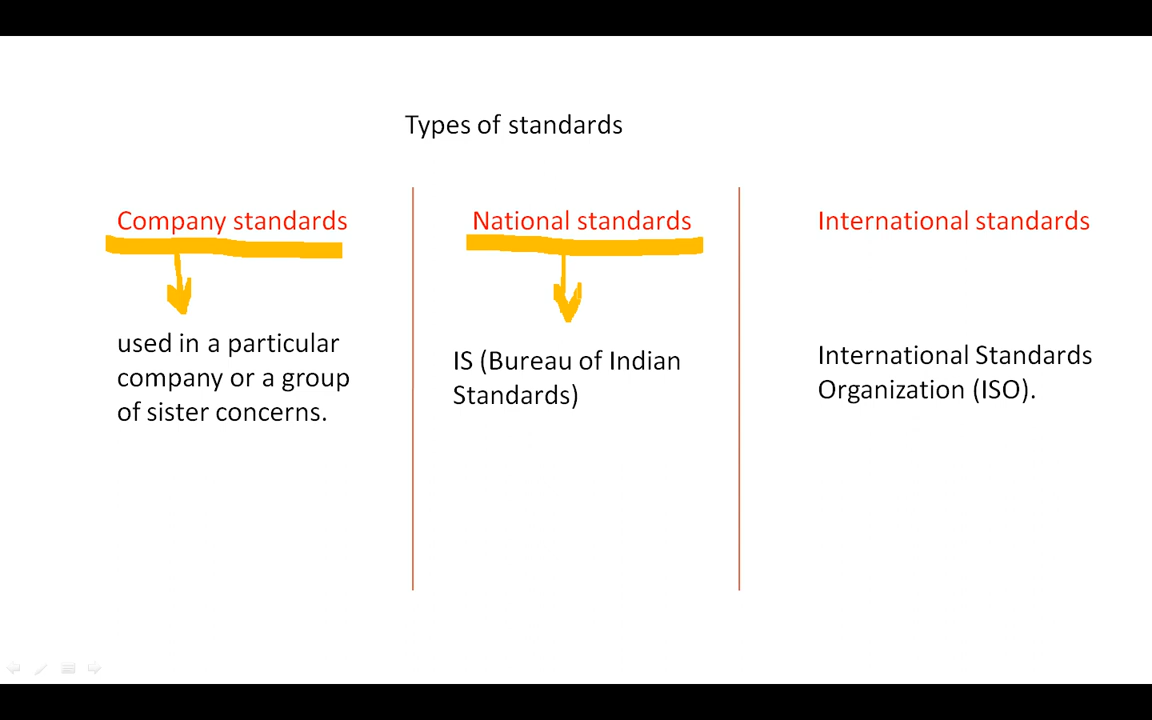 Types of standards
Company standards
used in a particular
company or a group
of sister concerns.
National standards
IS (Bureau of Indian
Standards)
International standards
International Standards
Organization (ISO).